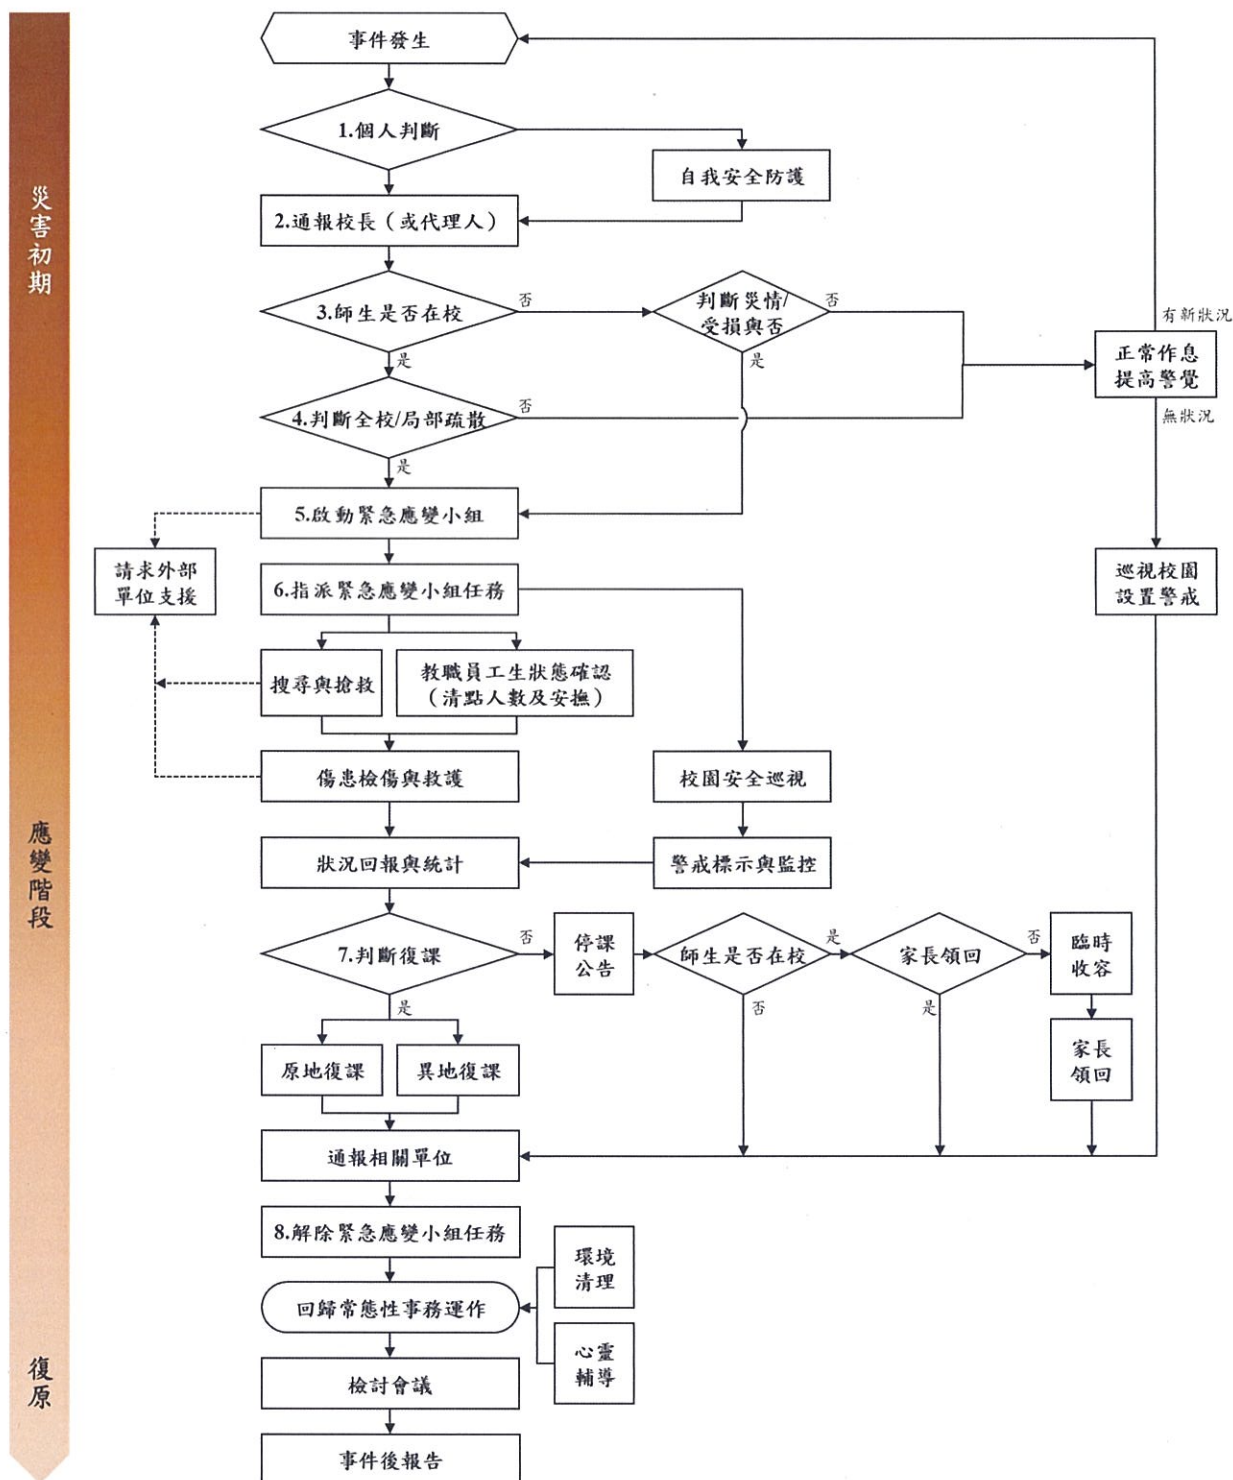 災害初期
應變階段
復原
事件發生
1.個人判斷
自我安全防護
2.通報校長（或代理人）
3.師生是否在校
否
是
判斷災情/
受損與否
否
是
有新狀況
正常作息
提高警覺
無狀況
4.判斷全校/局部疏散
否
是
5.啟動緊急應變小組
請求外部
單位支援
6.指派緊急應變小組任務
巡視校園
設置警戒
搜尋與搶救
教職員工生狀態確認
（清點人數及安撫）
傷患檢傷與救護
校園安全巡視
狀況回報與統計
警戒標示與監控
7.判斷復課
否
是
停課
公告
師生是否在校
是
否
家長領回
否
是
臨時
收容
家長
領回
原地復課
異地復課
通報相關單位
8.解除緊急應變小組任務
環境
清理
回歸常態性事務運作
心靈
輔導
檢討會議
事件後報告